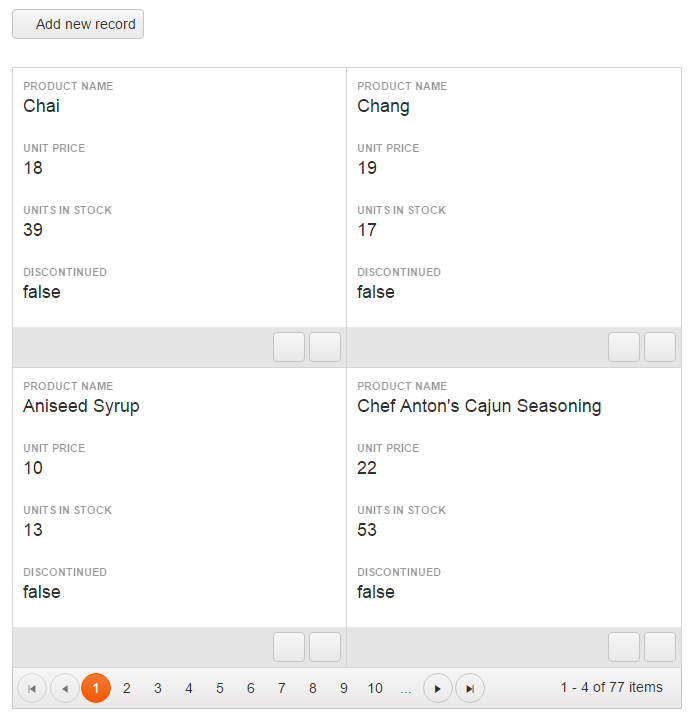 Add new record
PRODUCT NAME
Chai
UNIT PRICE
18
UNITS IN STOCK
39
DISCONTINUED
false
PRODUCT NAME
Chang
UNIT PRICE
19
UNITS IN STOCK
17
DISCONTINUED
false
PRODUCT NAME
Aniseed Syrup
UNIT PRICE
10
UNITS IN STOCK
13
DISCONTINUED
false
PRODUCT NAME
Chef Anton's Cajun Seasoning
UNIT PRICE
22
UNITS IN STOCK
53
DISCONTINUED
false
1 2 3 4 5 6 7 8 9 10 ... 1 - 4 of 77 items